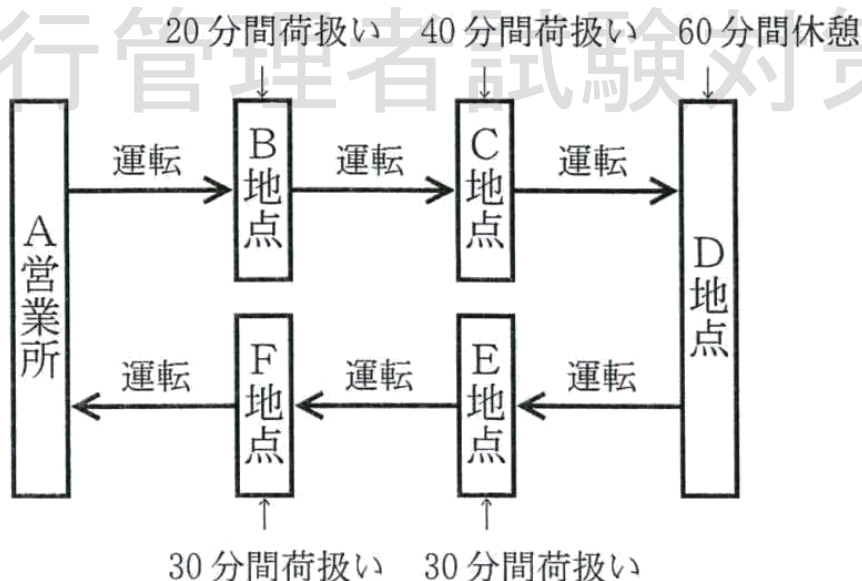 行管理者試験対策
20分間荷扱い 40分間荷扱い 60分間休憩
運転 運転 運転
A営業所
B地点
C地点
D地点
F地点
E地点
運転 運転 運転
30分間荷扱い 30分間荷扱い